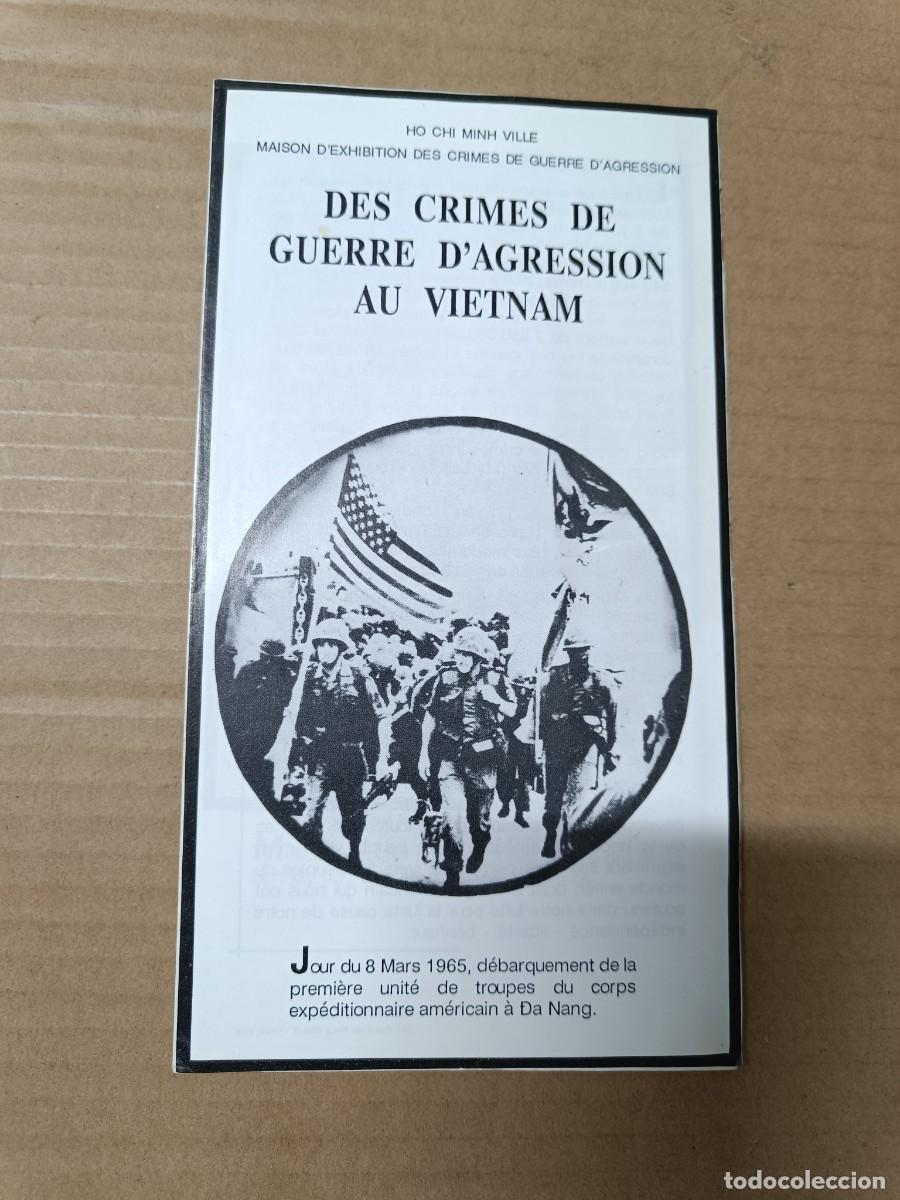 HO CHI MINH VILLE
MAISON D'EXHIBITION DES CRIMES DE GUERRE D'AGRESSION
DES CRIMES DE
GUERRE D'AGRESSION
AU VIETNAM
Jour du 8 Mars 1965, débarquement de la
première unité de troupes du corps
expéditionnaire américain à Đa Nang.
todocoleccion